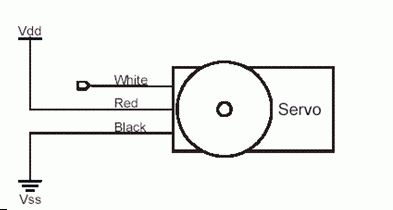 Vdd
White
Red
Servo
Black
Vss